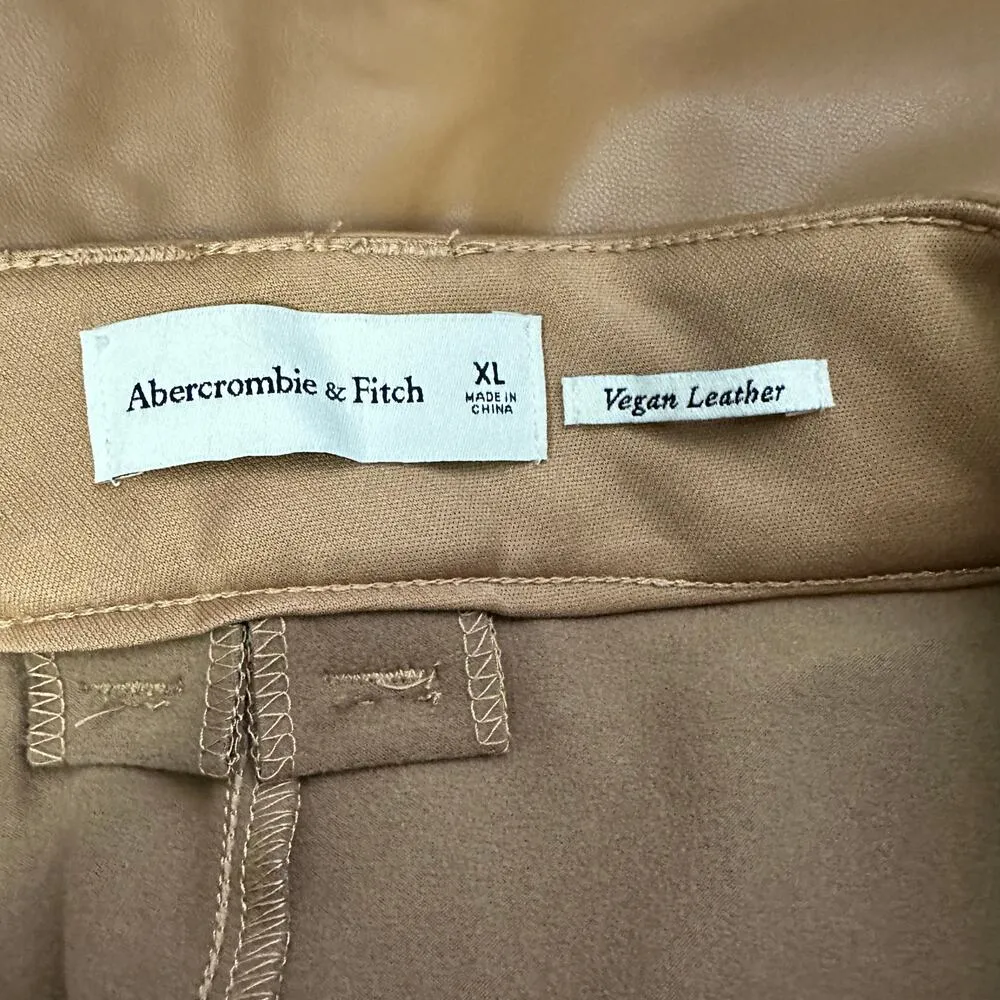 Abercrombie & Fitch
XL
MADE IN
CHINA
Vegan Leather